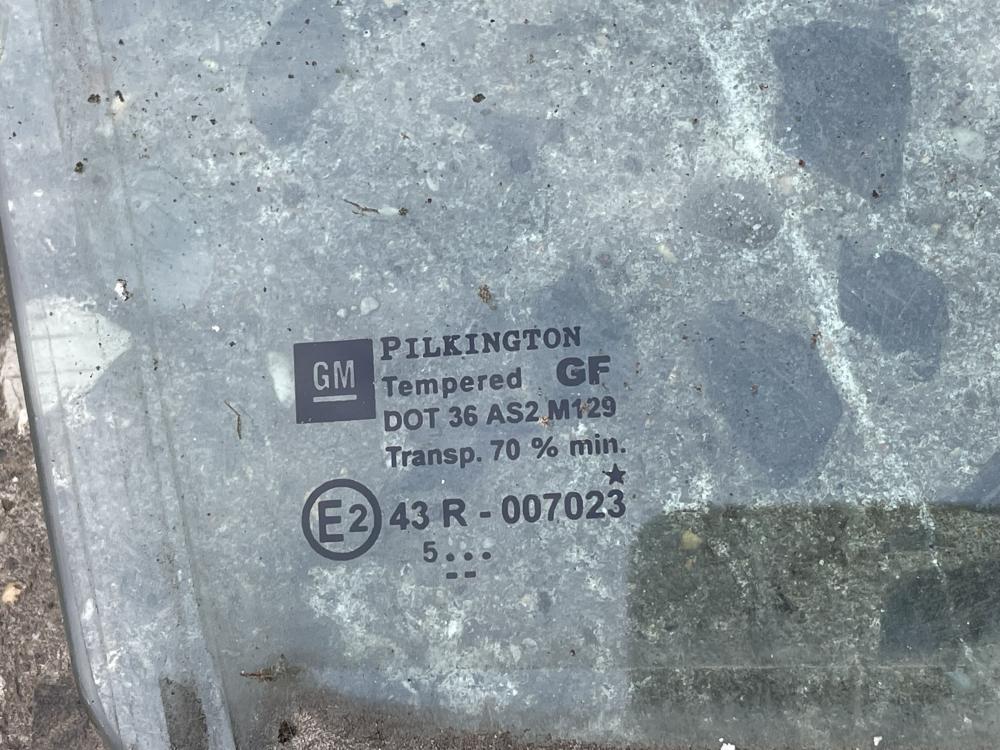 GM
PILKINGTON
Tempered GF
DOT 36 AS2 M129
Transp. 70 % min.
★
E2 43 R - 007023
5...
--